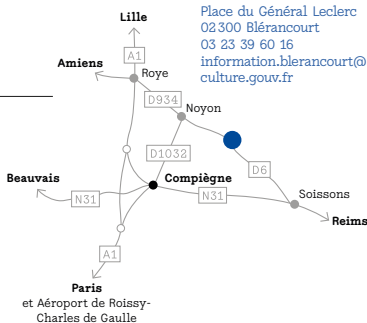 Lille
Place du Général Leclerc
02300 Blérancourt
03 23 39 60 16
information.blerancourt@
culture.gouv.fr
A1
Amiens
Roye
D934
Noyon
D1032
D6
Beauvais
Compiègne
N31
N31
Soissons
Reims
A1
Paris
et Aéroport de Roissy-
Charles de Gaulle